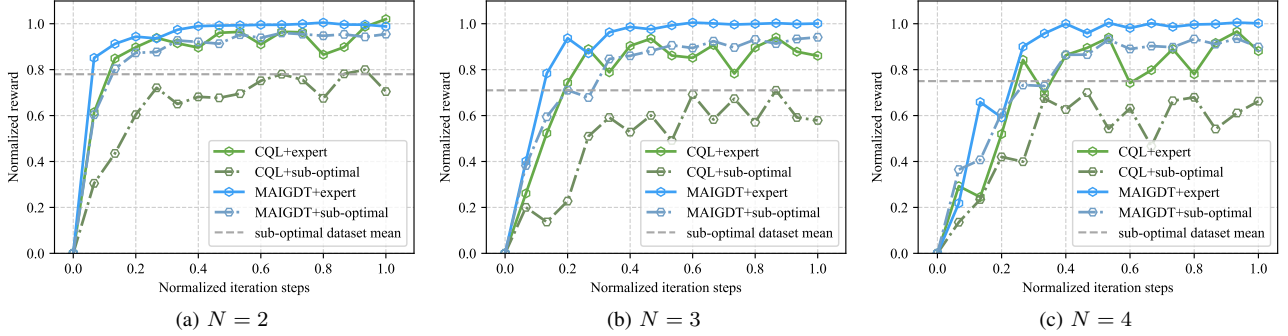 Normalized reward
1.0
0.8
0.6
0.4
0.2
0.0
CQL+expert
CQL+sub-optimal
MAIGDT+expert
MAIGDT+sub-optimal
sub-optimal dataset mean
0.0 0.2 0.4 0.6 0.8 1.0
Normalized iteration steps
(a) N = 2
Normalized reward
1.0
0.8
0.6
0.4
0.2
0.0
CQL+expert
CQL+sub-optimal
MAIGDT+expert
MAIGDT+sub-optimal
sub-optimal dataset mean
0.0 0.2 0.4 0.6 0.8 1.0
Normalized iteration steps
(b) N = 3
Normalized reward
1.0
0.8
0.6
0.4
0.2
0.0
CQL+expert
CQL+sub-optimal
MAIGDT+expert
MAIGDT+sub-optimal
sub-optimal dataset mean
0.0 0.2 0.4 0.6 0.8 1.0
Normalized iteration steps
(c) N = 4